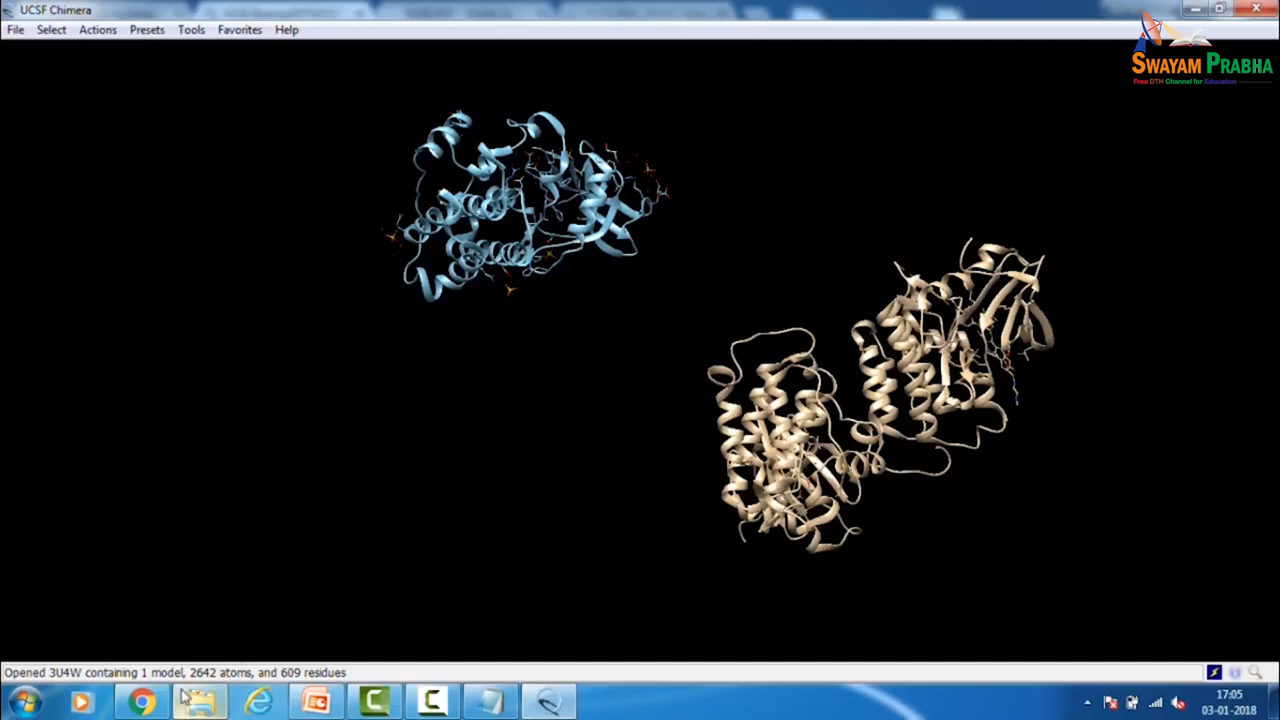 UCSF Chimera
File Select Actions Presets Tools Favorites Help
SWAYAM PRABHA
Free DTH Channel for Education
Opened 3U4W containing 1 model, 2642 atoms, and 609 residues
17:05
03-01-2018